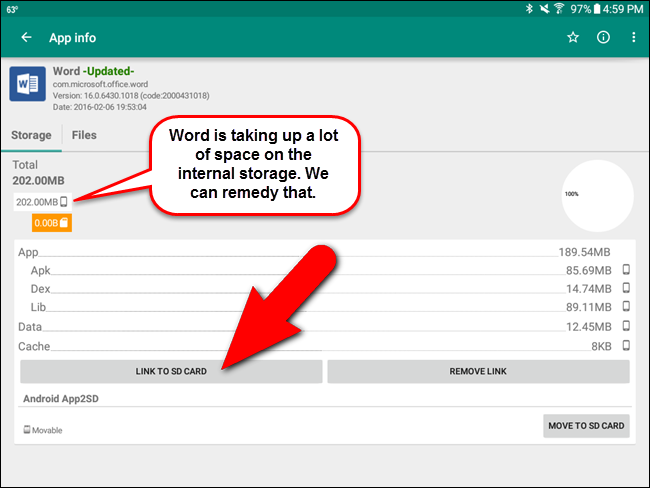 63°
97% 4:59 PM
App info
Word -Updated-
com.microsoft.office.word
Version: 16.0.6430.1018 (code:2000431018)
Date: 2016-02-06 19:53:04
Storage Files
Word is taking up a lot
of space on the
internal storage. We
can remedy that.
Total
202.00MB
202.00MB
0.00B
100%
App 189.54MB
Apk 85.69MB
Dex 14.74MB
Lib 89.11MB
Data 12.45MB
Cache 8KB
LINK TO SD CARD REMOVE LINK
Android App2SD
Movable MOVE TO SD CARD